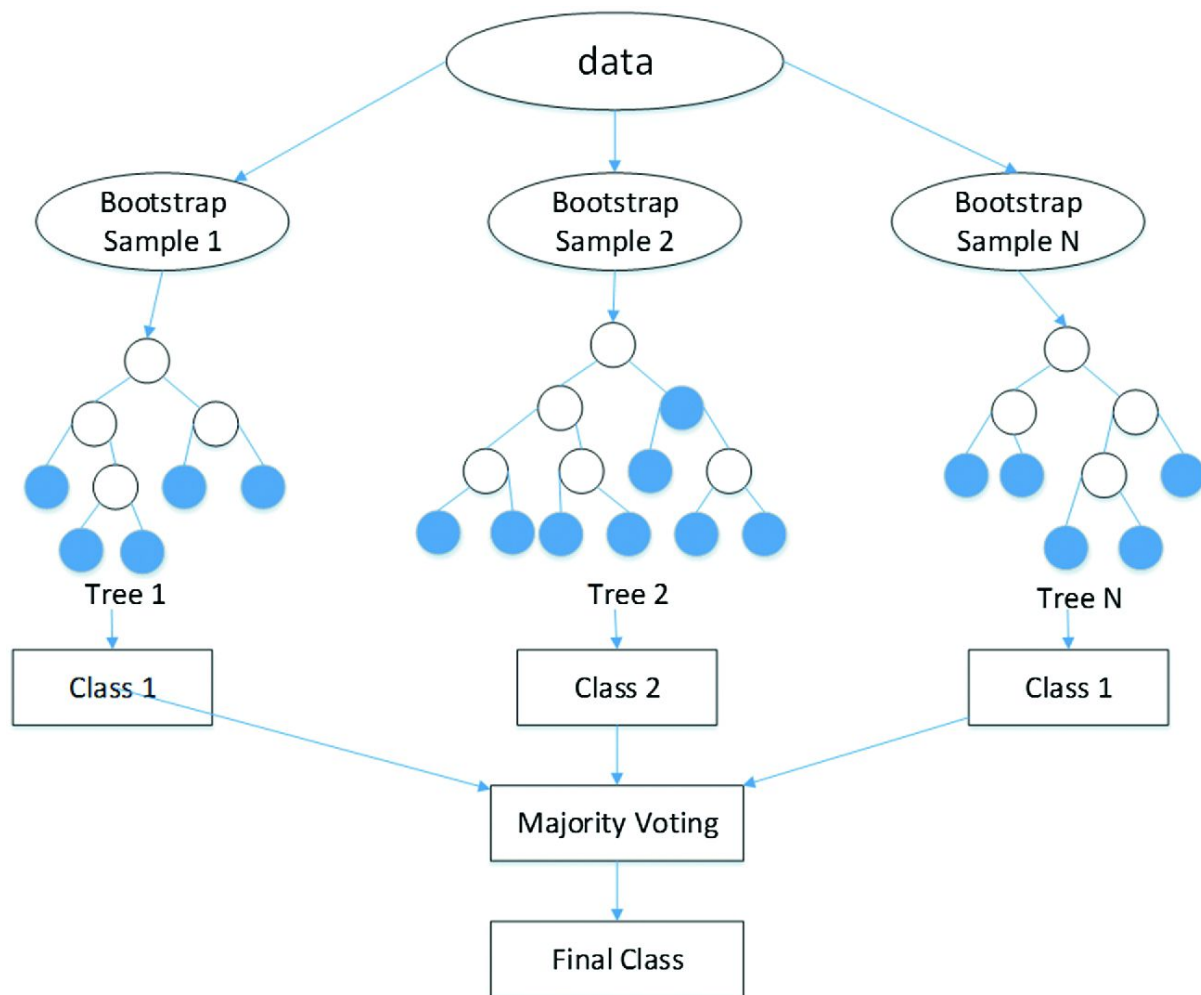 data
Bootstrap
Sample 1
Bootstrap
Sample 2
Bootstrap
Sample N
Tree 1
Tree 2
Tree N
Class 1
Class 2
Class 1
Majority Voting
Final Class